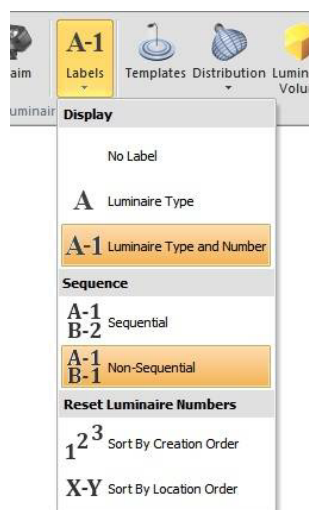 A-1
aim
Labels
Templates
Distribution
Lumin
Volu
uminair
Display
No Label
A Luminaire Type
A-1 Luminaire Type and Number
Sequence
A-1
B-2
Sequential
A-1
B-1
Non-Sequential
Reset Luminaire Numbers
1 2 3 Sort By Creation Order
X-Y Sort By Location Order